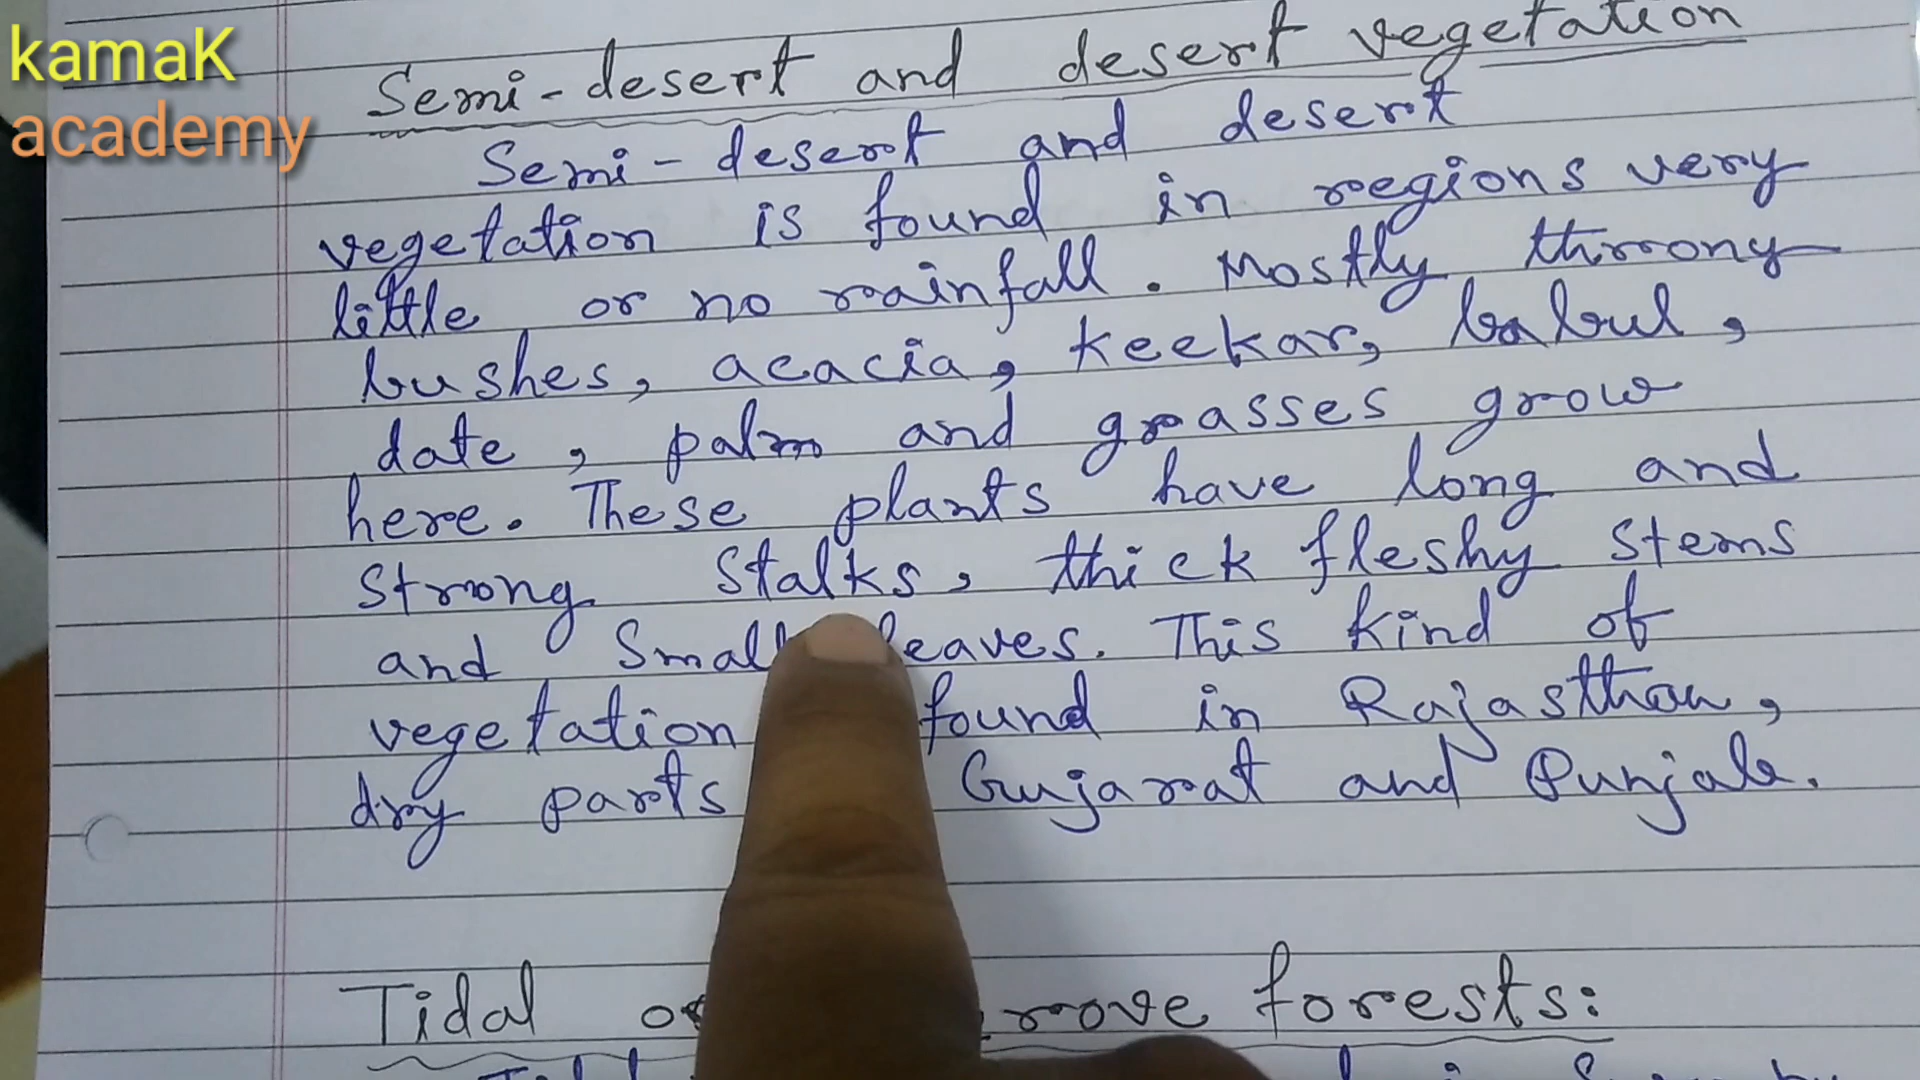 kamaK
academy
Semi-desert and desert vegetation
Semi-desert and desert
vegetation is found in regions very
little or no rainfall. Mostly throny
bushes, acacia, keekar, babul,
date, palm and grasses grow
here. These plants have long and
strong stalks, thick fleshy stems
and small leaves. This kind of
vegetation found in Rajasthan,
dry parts Gujarat and Punjab.
Tidal or rove forests: